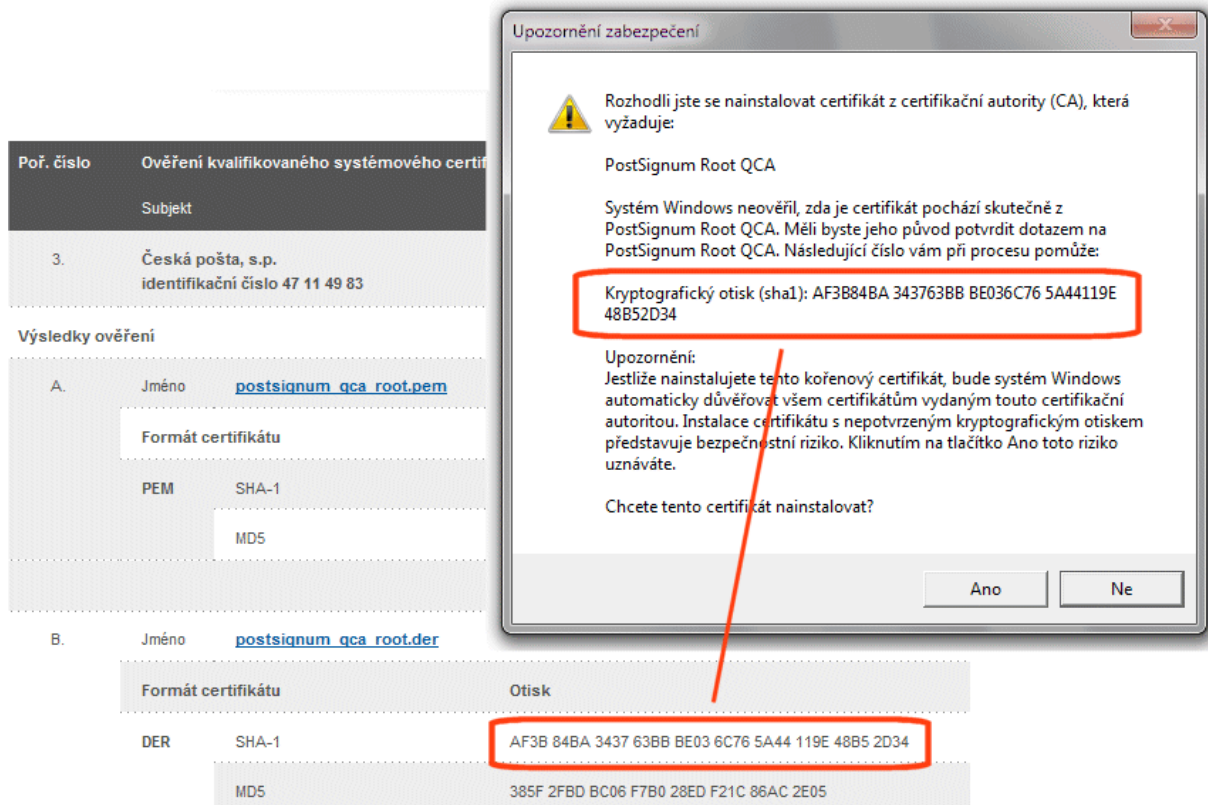 Upozornění zabezpečení
Rozhodli jste se nainstalovat certifikát z certifikační autority (CA), která
vyžaduje:
PostSignum Root QCA
Systém Windows neověřil, zda je certifikát pochází skutečně z
PostSignum Root QCA. Měli byste jeho původ potvrdit dotazem na
PostSignum Root QCA. Následující číslo vám při procesu pomůže:
Kryptografický otisk (sha1): AF3B84BA 343763BB BE036C76 5A44119E
48B52D34
Upozornění:
Jestliže nainstalujete tento kořenový certifikát, bude systém Windows
automaticky důvěřovat všem certifikátům vydaným touto certifikační
autoritou. Instalace certifikátu s nepotvrzeným kryptografickým otiskem
představuje bezpečnostní riziko. Kliknutím na tlačítko Ano toto riziko
uznáváte.
Chcete tento certifikát nainstalovat?
Ano Ne
Poř. číslo Ověření kvalifikovaného systémového certif
Subjekt
3. Česká pošta, s.p.
identifikační číslo 47 11 49 83
Výsledky ověření
A. Jméno postsignum_qca_root.pem
Formát certifikátu
PEM SHA-1
MD5
B. Jméno postsignum_qca_root.der
Formát certifikátu Otisk
DER SHA-1 AF3B 84BA 3437 63BB BE03 6C76 5A44 119E 48B5 2D34
MD5 385F 2FBD BC06 F7B0 28ED F21C 86AC 2E05